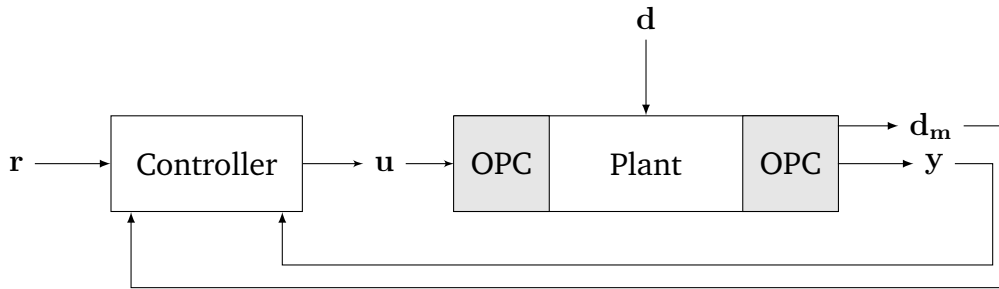 d
r
Controller
u
OPC
Plant
OPC
d_m
y